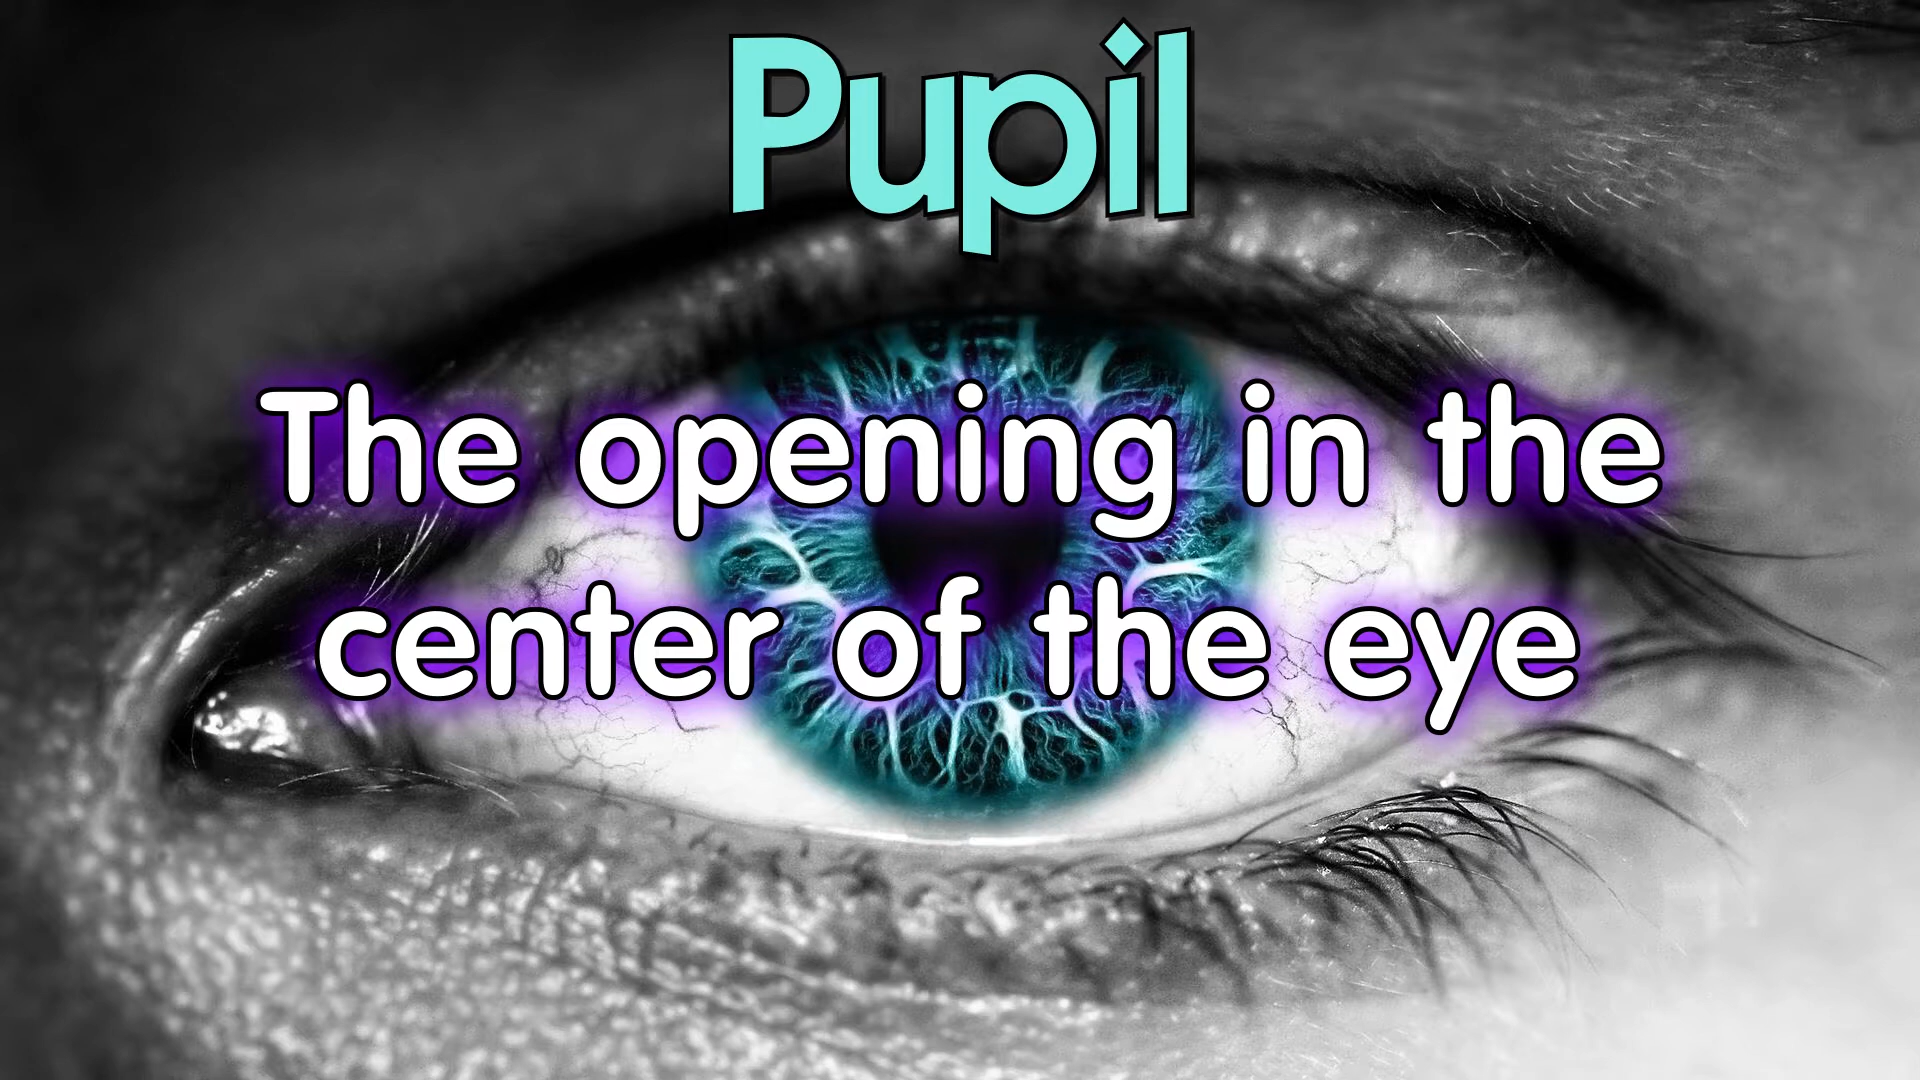 Pupil
The opening in the
center of the eye